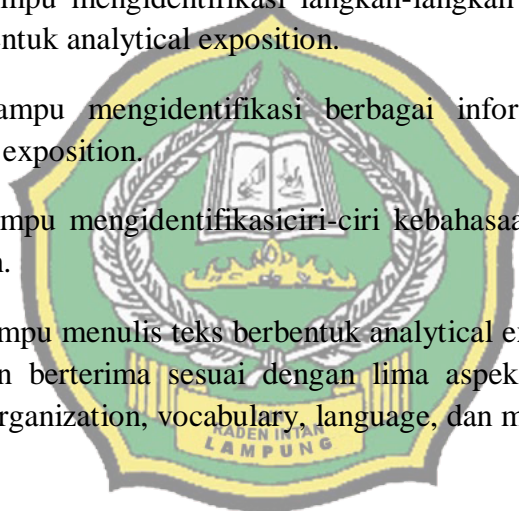 mpu mengidentifikasi langkah-langkah
entuk analytical exposition.
ampu mengidentifikasi berbagai infor
exposition.
ampu mengidentifikasiciri-ciri kebahasaa
n.
ampu menulis teks berbentuk analytical e
n berterima sesuai dengan lima aspek
rganization, vocabulary, language, dan m
RADEN INTAN
LAMPUNG